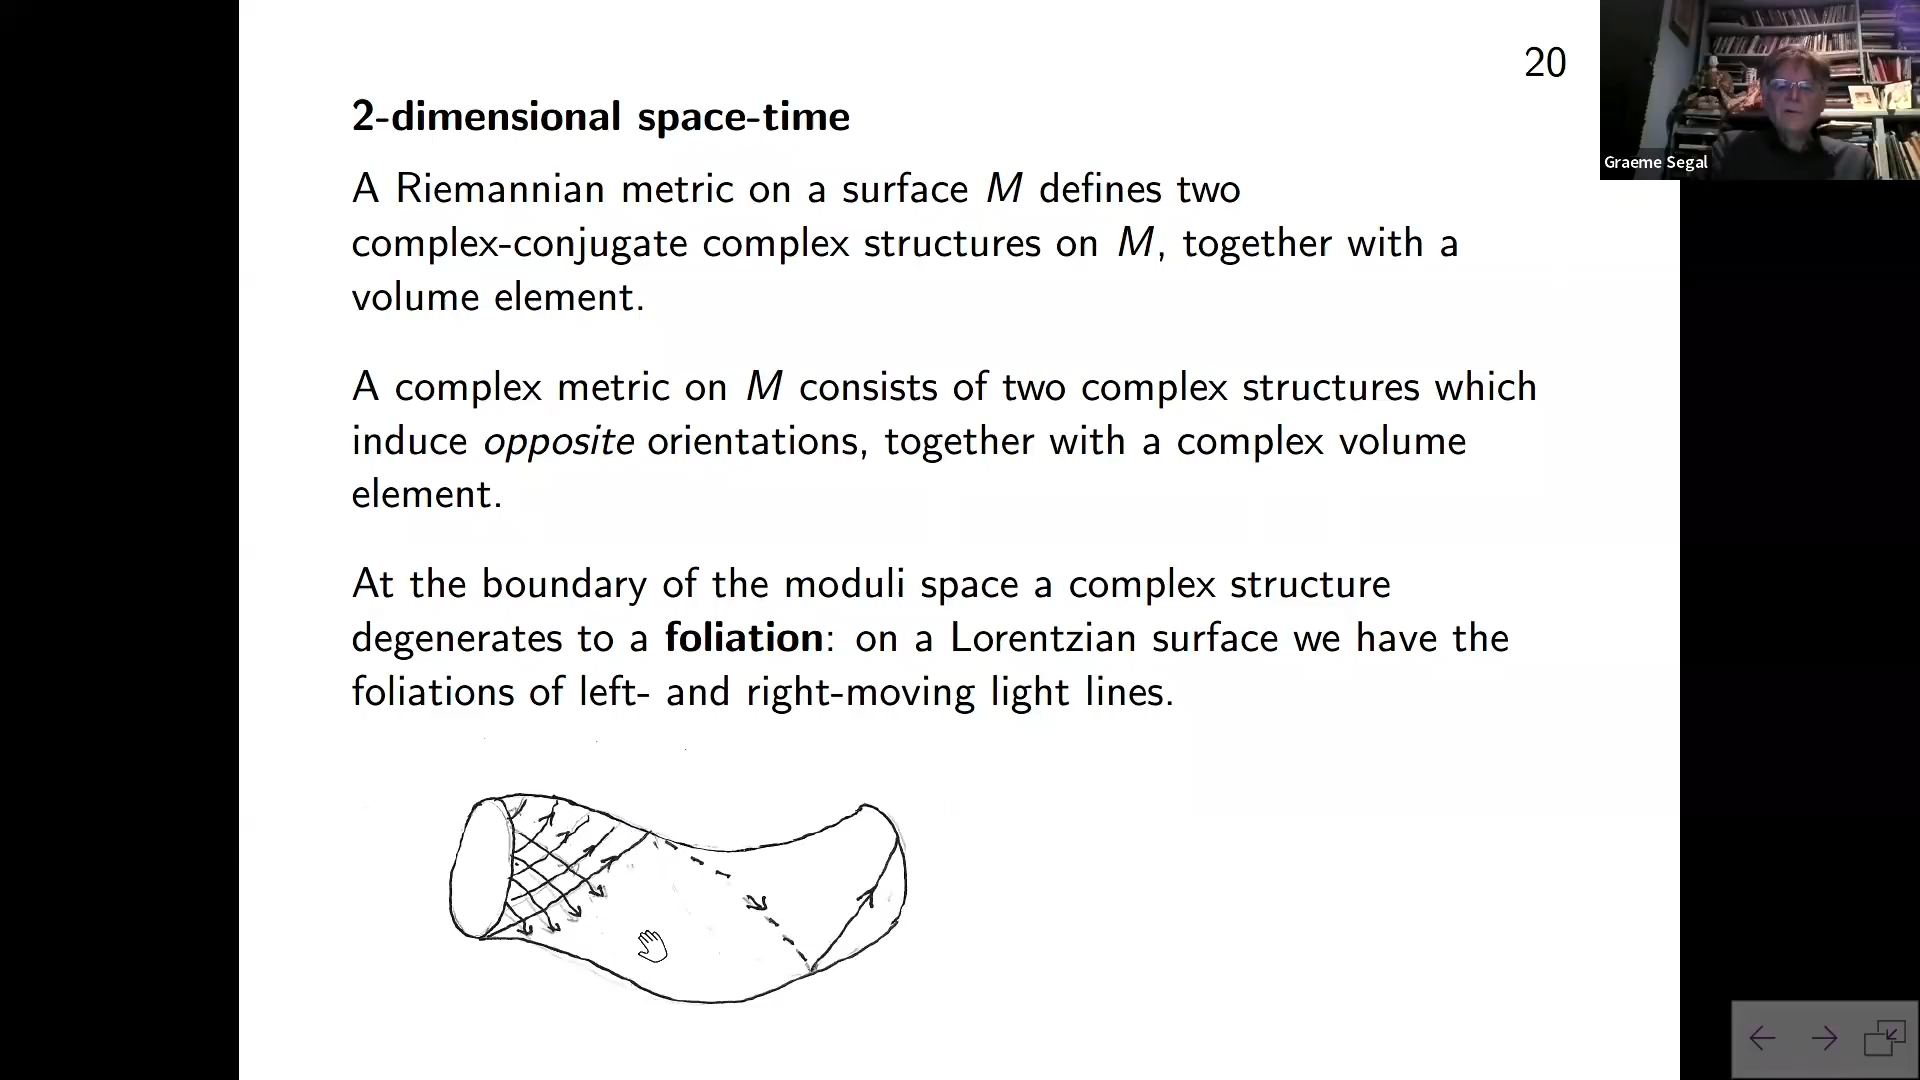 20
2-dimensional space-time
A Riemannian metric on a surface M defines two
complex-conjugate complex structures on M, together with a
volume element.
A complex metric on M consists of two complex structures which
induce opposite orientations, together with a complex volume
element.
At the boundary of the moduli space a complex structure
degenerates to a foliation: on a Lorentzian surface we have the
foliations of left- and right-moving light lines.
Graeme Segal